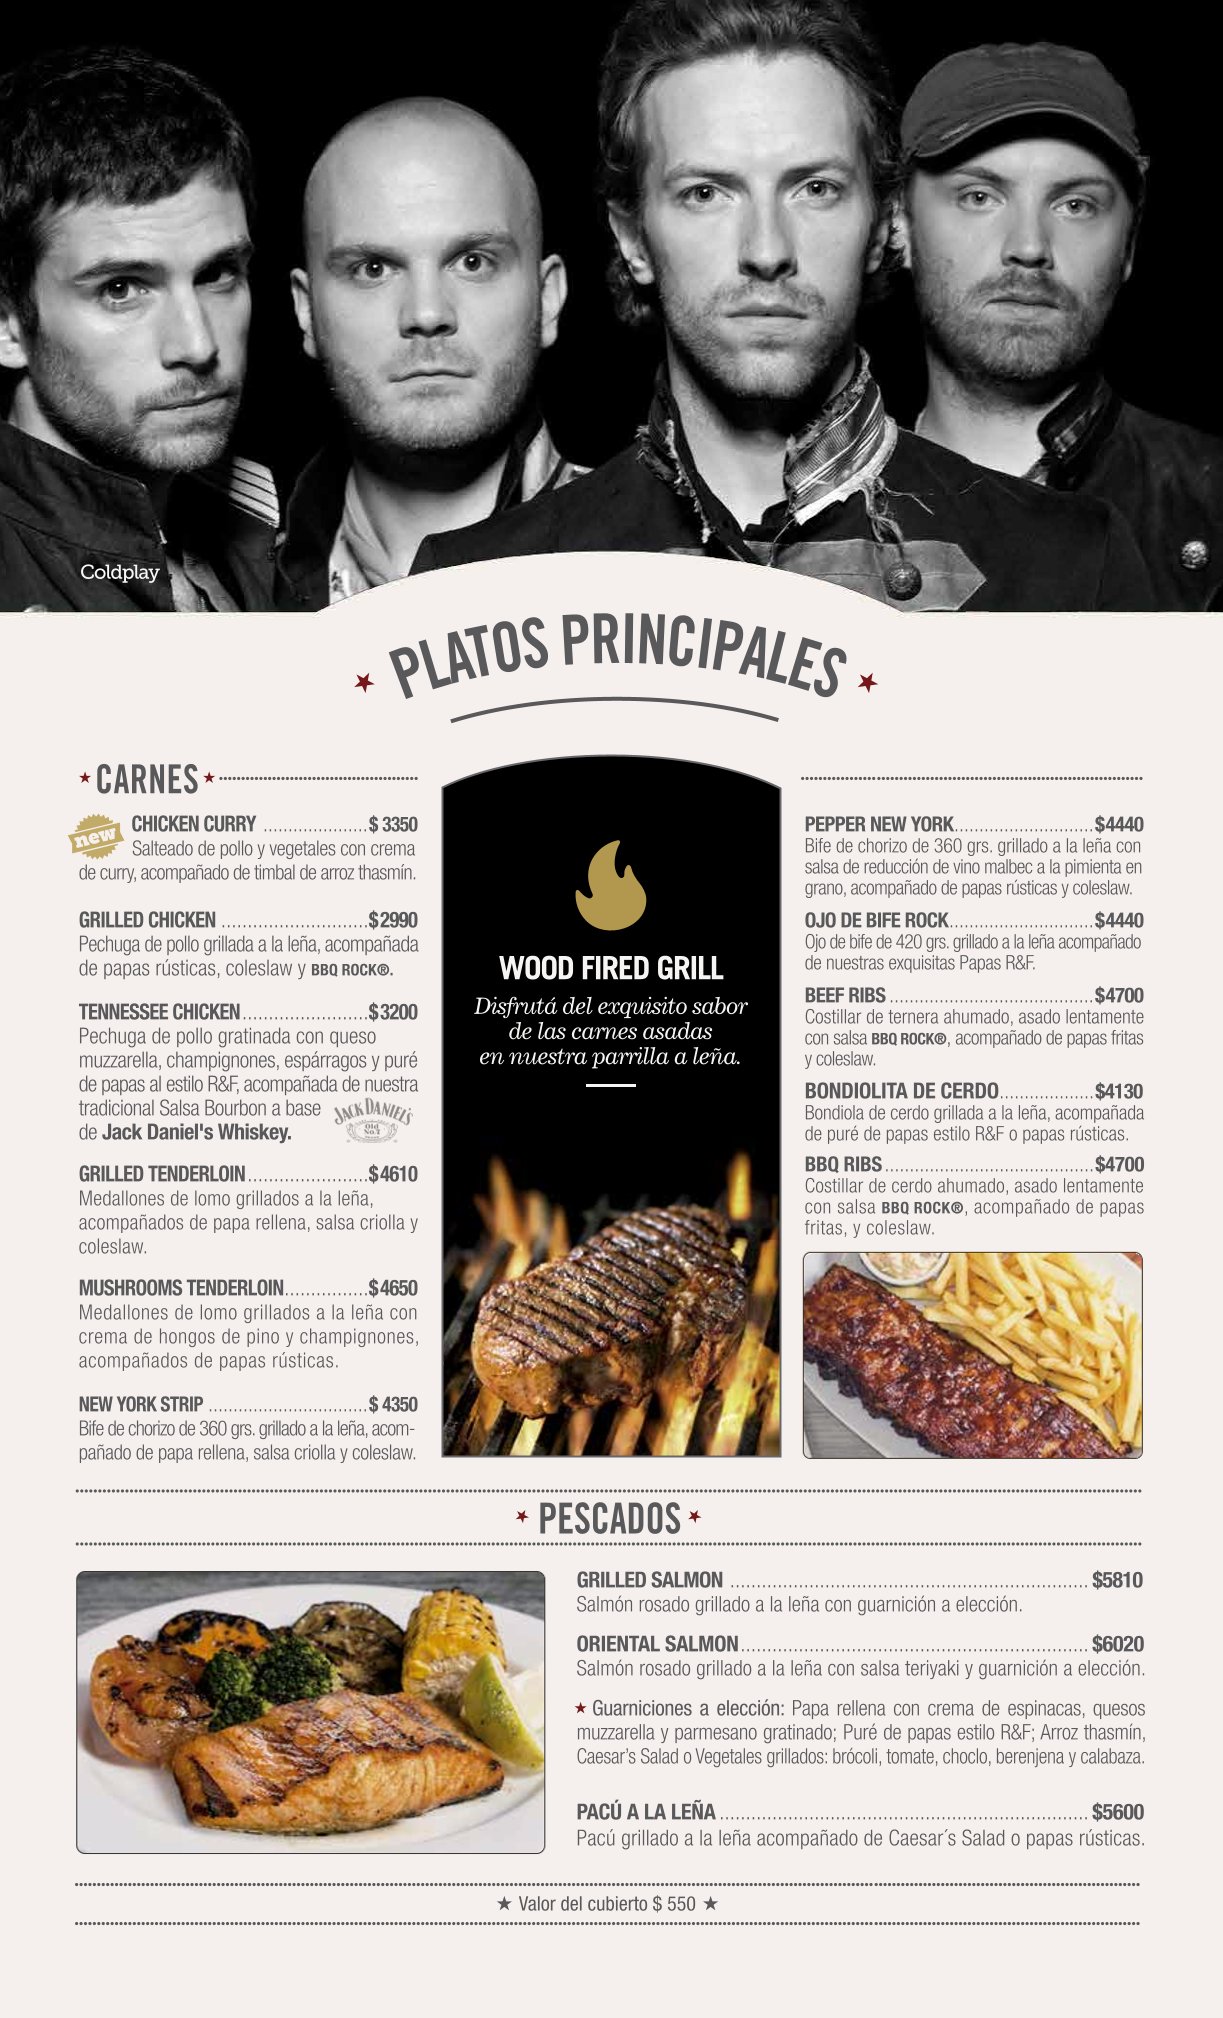 Coldplay
PLATOS PRINCIPALES
CARNES
new
CHICKEN CURRY ......................$ 3350
Salteado de pollo y vegetales con crema
de curry, acompañado de timbal de arroz thasmín.
GRILLED CHICKEN ............................$2990
Pechuga de pollo grillada a la leña, acompañada
de papas rústicas, coleslaw y BBQ ROCK®.
TENNESSEE CHICKEN........................$3200
Pechuga de pollo gratinada con queso
muzzarella, champignones, espárragos y puré
de papas al estilo R&F, acompañada de nuestra
tradicional Salsa Bourbon a base
de Jack Daniel's Whiskey.
JACK DANIEL'S
Old
No.7
GRILLED TENDERLOIN.......................$4610
Medallones de lomo grillados a la leña,
acompañados de papa rellena, salsa criolla y
coleslaw.
MUSHROOMS TENDERLOIN................$4650
Medallones de lomo grillados a la leña con
crema de hongos de pino y champignones,
acompañados de papas rústicas.
NEW YORK STRIP ................................$ 4350
Bife de chorizo de 360 grs. grillado a la leña, acom-
pañado de papa rellena, salsa criolla y coleslaw.
WOOD FIRED GRILL
Disfrutá del exquisito sabor
de las carnes asadas
en nuestra parrilla a leña.
PEPPER NEW YORK...........................$4440
Bife de chorizo de 360 grs. grillado a la leña con
salsa de reducción de vino malbec a la pimienta en
grano, acompañado de papas rústicas y coleslaw.
OJO DE BIFE ROCK............................$4440
Ojo de bife de 420 grs. grillado a la leña acompañado
de nuestras exquisitas Papas R&F.
BEEF RIBS .......................................$4700
Costillar de ternera ahumado, asado lentamente
con salsa BBQ ROCK®, acompañado de papas fritas
y coleslaw.
BONDIOLITA DE CERDO..................$4130
Bondiola de cerdo grillada a la leña, acompañada
de puré de papas estilo R&F o papas rústicas.
BBQ RIBS ........................................$4700
Costillar de cerdo ahumado, asado lentamente
con salsa BBQ ROCK®, acompañado de papas
fritas, y coleslaw.
PESCADOS
GRILLED SALMON .................................................................... $5810
Salmón rosado grillado a la leña con guarnición a elección.
ORIENTAL SALMON.................................................................. $6020
Salmón rosado grillado a la leña con salsa teriyaki y guarnición a elección.
★ Guarniciones a elección: Papa rellena con crema de espinacas, quesos
muzzarella y parmesano gratinado; Puré de papas estilo R&F; Arroz thasmín,
Caesar's Salad o Vegetales grillados: brócoli, tomate, choclo, berenjena y calabaza.
PACÚ A LA LEÑA ...................................................................... $5600
Pacú grillado a la leña acompañado de Caesar´s Salad o papas rústicas.
★ Valor del cubierto $ 550 ★